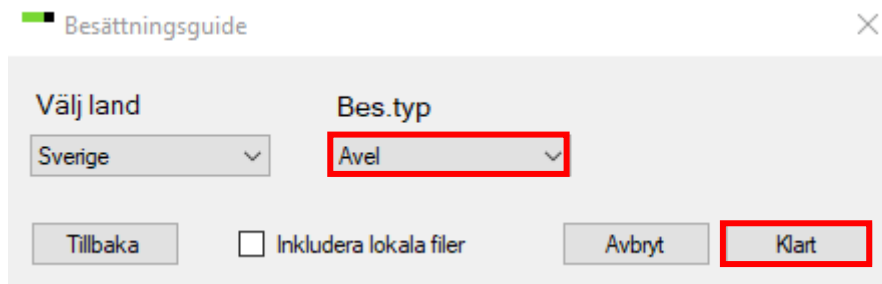 Besättningsguide
Välj land Bes.typ
Sverige Avel
Tillbaka Inkludera lokala filer Avbryt Klart